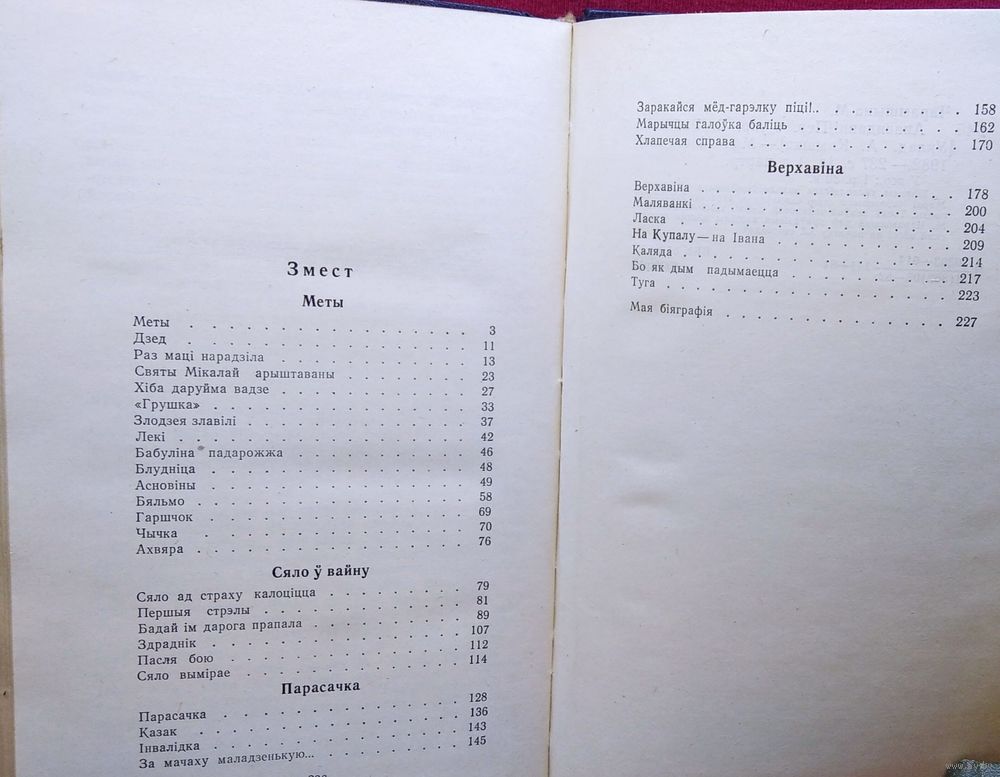 Змест
Меты
Меты . . . . . . . . . . . . . . . . 3
Дзед . . . . . . . . . . . . . . . . 11
Раз маці нарадзіла . . . . . . . . . . 13
Святы Мікалай арыштаваны . . . . . . . 23
Хіба даруйма вадзе . . . . . . . . . . 27
«Грушка» . . . . . . . . . . . . . . 33
Злодзея злавілі . . . . . . . . . . . . 37
Лекі . . . . . . . . . . . . . . . . 42
Бабуліна падарожжа . . . . . . . . . 46
Блудніца . . . . . . . . . . . . . . 48
Асновіны . . . . . . . . . . . . . . 49
Бяльмо . . . . . . . . . . . . . . . 58
Гаршчок . . . . . . . . . . . . . . 69
Чычка . . . . . . . . . . . . . . . 70
Ахвяра . . . . . . . . . . . . . . . 76
Сяло ў вайну
Сяло ад страху калоціцца . . . . . . . 79
Першыя стрэлы . . . . . . . . . . . 81
Бадай ім дарога прапала . . . . . . . . 89
Здраднік . . . . . . . . . . . . . . 107
Пасля бою . . . . . . . . . . . . . 112
Сяло вымірае . . . . . . . . . . . . 114
Парасачка
Парасачка . . . . . . . . . . . . . 128
Казак . . . . . . . . . . . . . . . 136
Інвалідка . . . . . . . . . . . . . . 143
За мачаху маладзенькую... . . . . . . . 145
Заракайся мёд-гарэлку піці!.. . . . . . . . 158
Марычцы галоўка баліць . . . . . . . . . 162
Хлапечая справа . . . . . . . . . . . . 170
Верхавіна
Верхавіна . . . . . . . . . . . . . . 178
Маляванкі . . . . . . . . . . . . . . 200
Ласка . . . . . . . . . . . . . . . 204
На Купалу — на Івана . . . . . . . . . 209
Каляда . . . . . . . . . . . . . . . 214
Бо як дым падымаецца . . . . . . . . . 217
Туга . . . . . . . . . . . . . . . . 223
Мая біяграфія . . . . . . . . . . . . 227